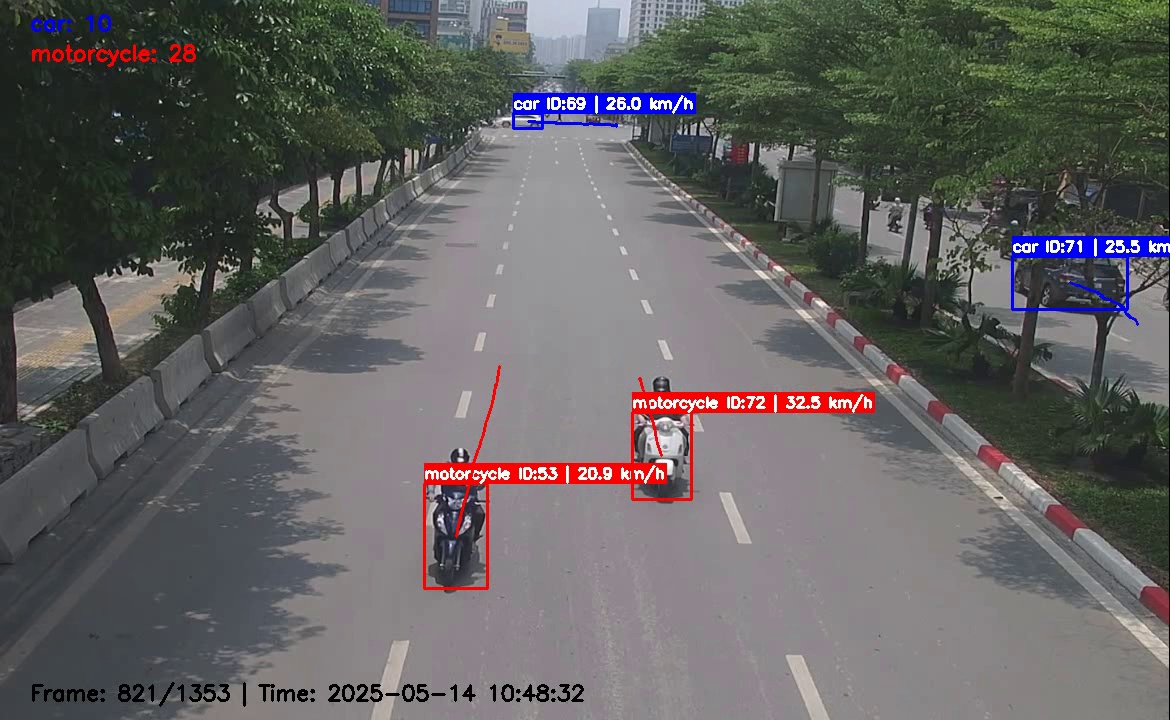 car: 10
motorcycle: 28
car ID:69 | 26.0 km/h
car ID:71 | 25.5 km
motorcycle ID:72 | 32.5 km/h
motorcycle ID:53 | 20.9 km/h
Frame: 821/1353 | Time: 2025-05-14 10:48:32